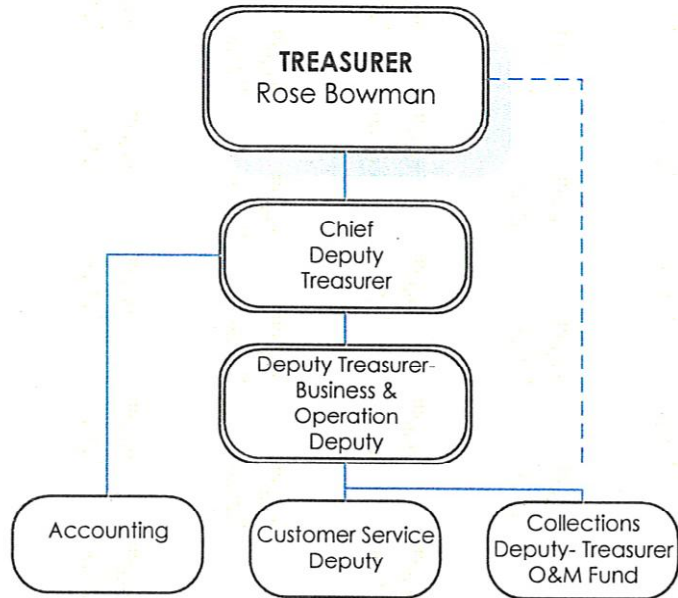 TREASURER
Rose Bowman
Chief
Deputy
Treasurer
Deputy Treasurer-
Business &
Operation
Deputy
Accounting
Customer Service
Deputy
Collections
Deputy- Treasurer
O&M Fund